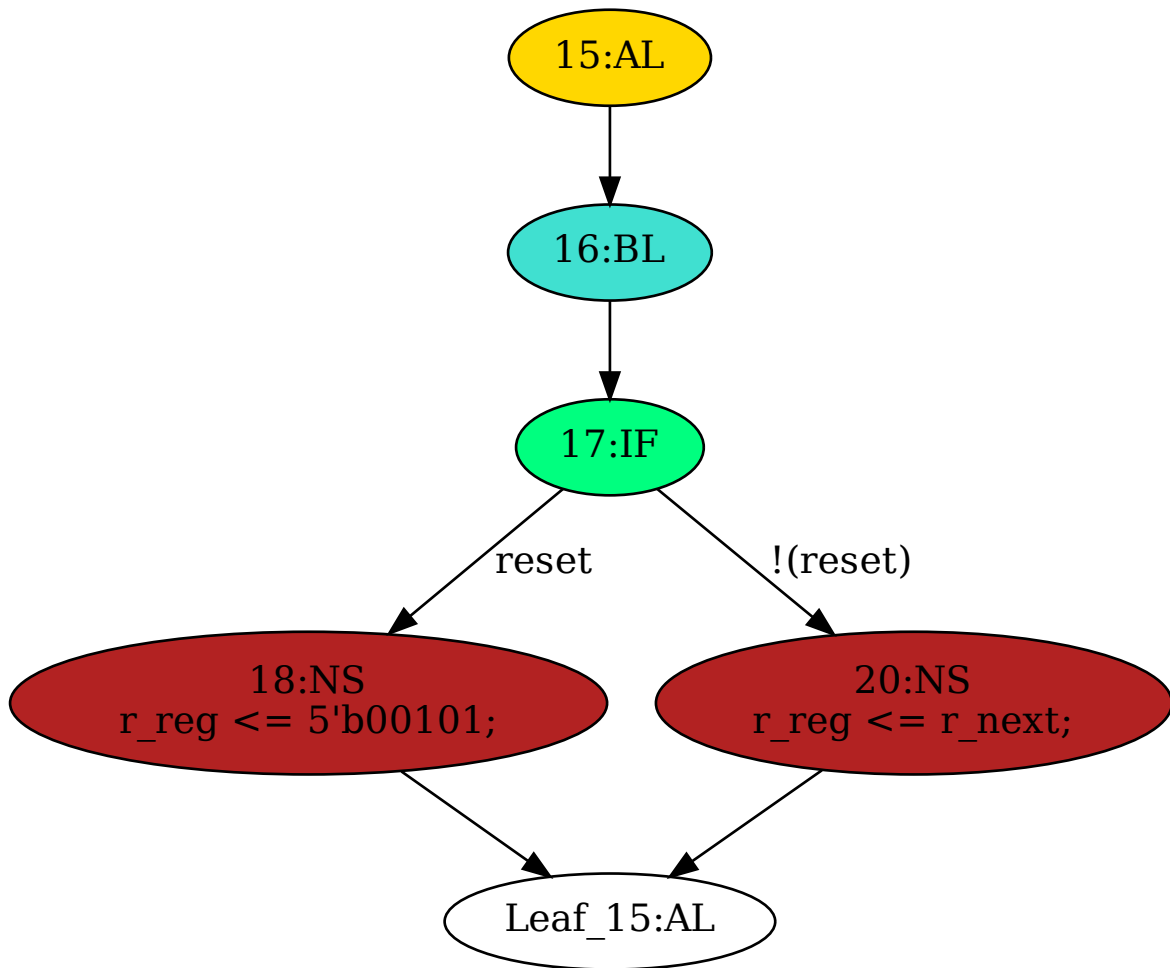 15:AL
16:BL
17:IF
reset
!(reset)
18:NS
r_reg <= 5'b00101;
20:NS
r_reg <= r_next;
Leaf_15:AL